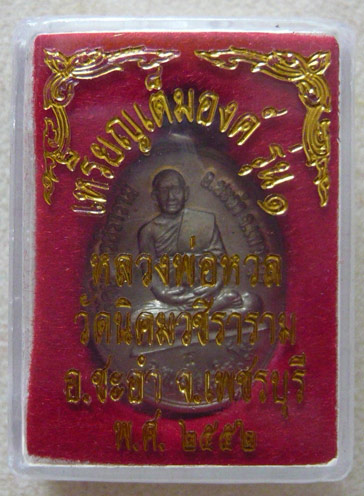 เหรียญเต็มองค์ รุ่น ๑
หลวงพ่อหวล
วัดนิคมวชิราราม
อ.ชะอำ จ.เพชรบุรี
พ.ศ. ๒๕๕๒